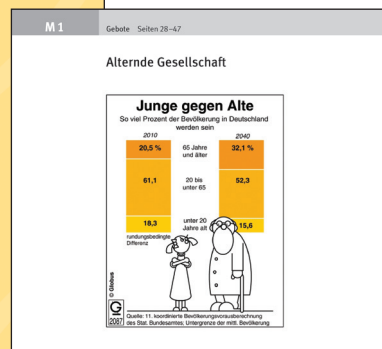 M 1
Gebote Seiten 28–47
Alternde Gesellschaft
Junge gegen Alte
So viel Prozent der Bevölkerung in Deutschland
werden sein
2010 2040
20,5 % 65 Jahre und älter 32,1 %
61,1 20 bis unter 65 52,3
18,3 unter 20 Jahre alt 15,6
rundungsbedingte
Differenz
© Globus
G
2087
Quelle: 11. koordinierte Bevölkerungsvorausberechnung
des Stat. Bundesamtes; Untergrenze der mittl. Bevölkerung